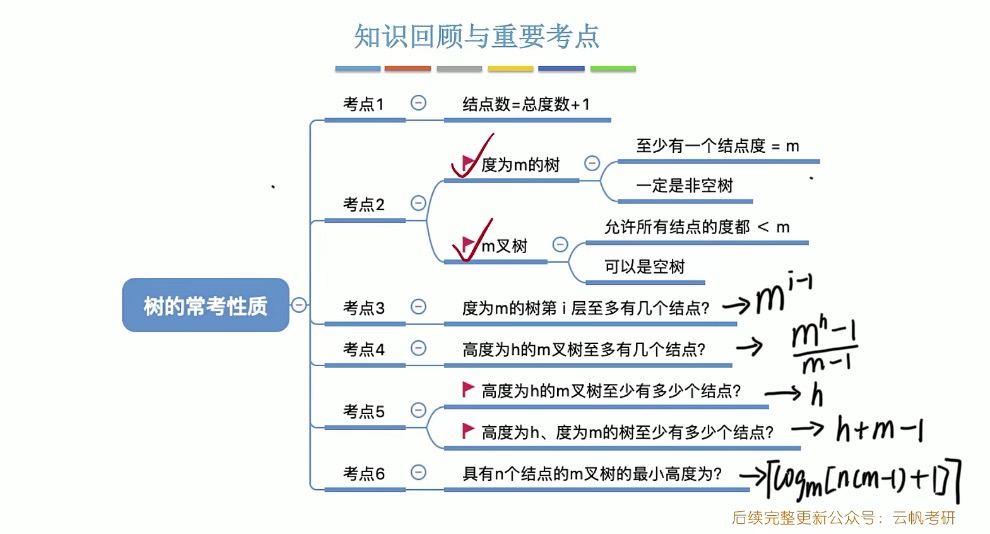 知识回顾与重要考点
树的常考性质
考点1
结点数=总度数+1
考点2
度为m的树
至少有一个结点度 = m
一定是非空树
m叉树
允许所有结点的度都 < m
可以是空树
考点3
度为m的树第 i 层至多有几个结点？ → m^{i-1}
考点4
高度为h的m叉树至多有几个结点？ → \frac{m^h-1}{m-1}
考点5
高度为h的m叉树至少有多少个结点？ → h
高度为h、度为m的树至少有多少个结点？ → h+m-1
考点6
具有n个结点的m叉树的最小高度为？ → ⌈log_m[n(m-1)+1]⌉
后续完整更新公众号：云帆考研